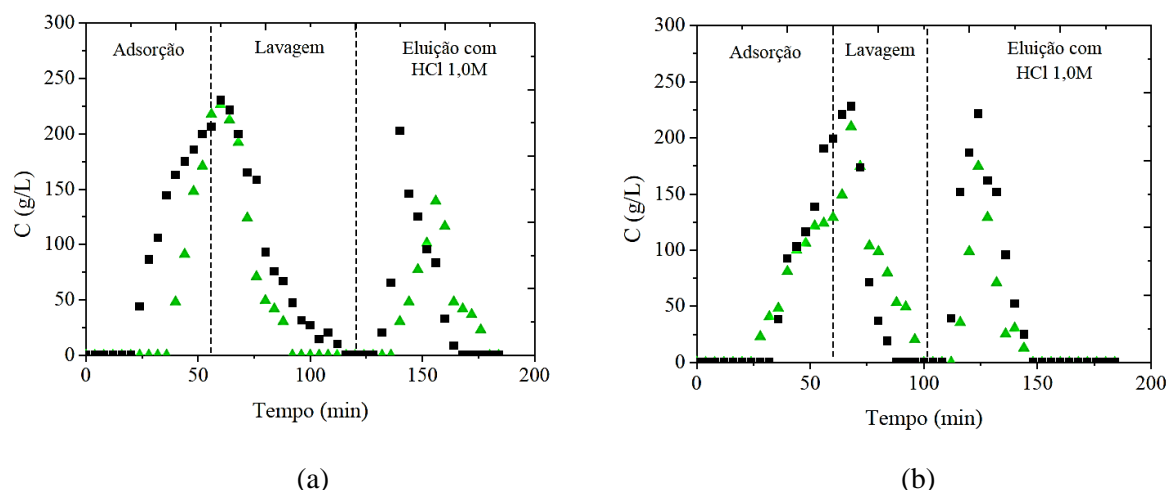 300
250
200
150
100
50
0
C (g/L)
Adsorção
Lavagem
Eluição com
HCl 1,0M
0 50 100 150 200
Tempo (min)
(a)
300
250
200
150
100
50
0
C (g/L)
Adsorção
Lavagem
Eluição com
HCl 1,0M
0 50 100 150 200
Tempo (min)
(b)